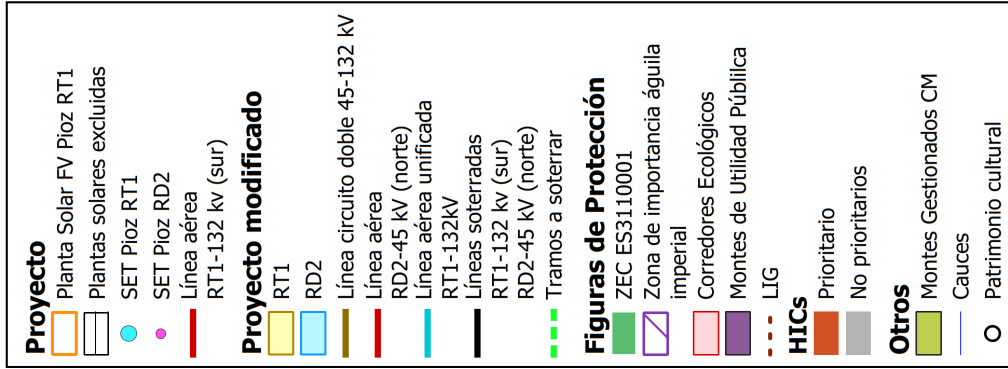 Proyecto
Planta Solar FV Pioz RT1
Plantas solares excluidas
SET Pioz RT1
SET Pioz RD2
Línea aérea
RT1-132 kv (sur)
Proyecto modificado
RT1
RD2
Línea circuito doble 45-132 kV
Línea aérea
RD2-45 kV (norte)
Línea aérea unificada
RT1-132kV
Líneas soterradas
RT1-132 kv (sur)
RD2-45 kV (norte)
Tramos a soterrar
Figuras de Protección
ZEC ES3110001
Zona de importancia águila
imperial
Corredores Ecológicos
Montes de Utilidad Públilca
LIG
HICs
Prioritario
No prioritarios
Otros
Montes Gestionados CM
Cauces
Patrimonio cultural